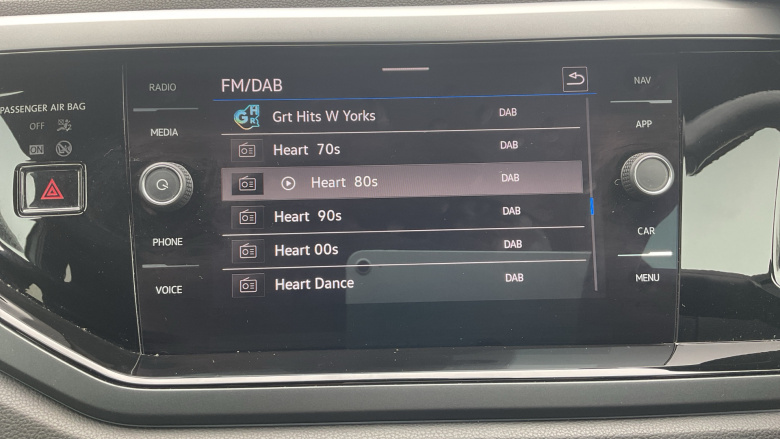 PASSENGER AIR BAG
OFF
ON
RADIO
MEDIA
PHONE
VOICE
FM/DAB
GHR Grt Hits W Yorks DAB
Heart 70s DAB
Heart 80s DAB
Heart 90s DAB
Heart 00s DAB
Heart Dance DAB
NAV
APP
CAR
MENU